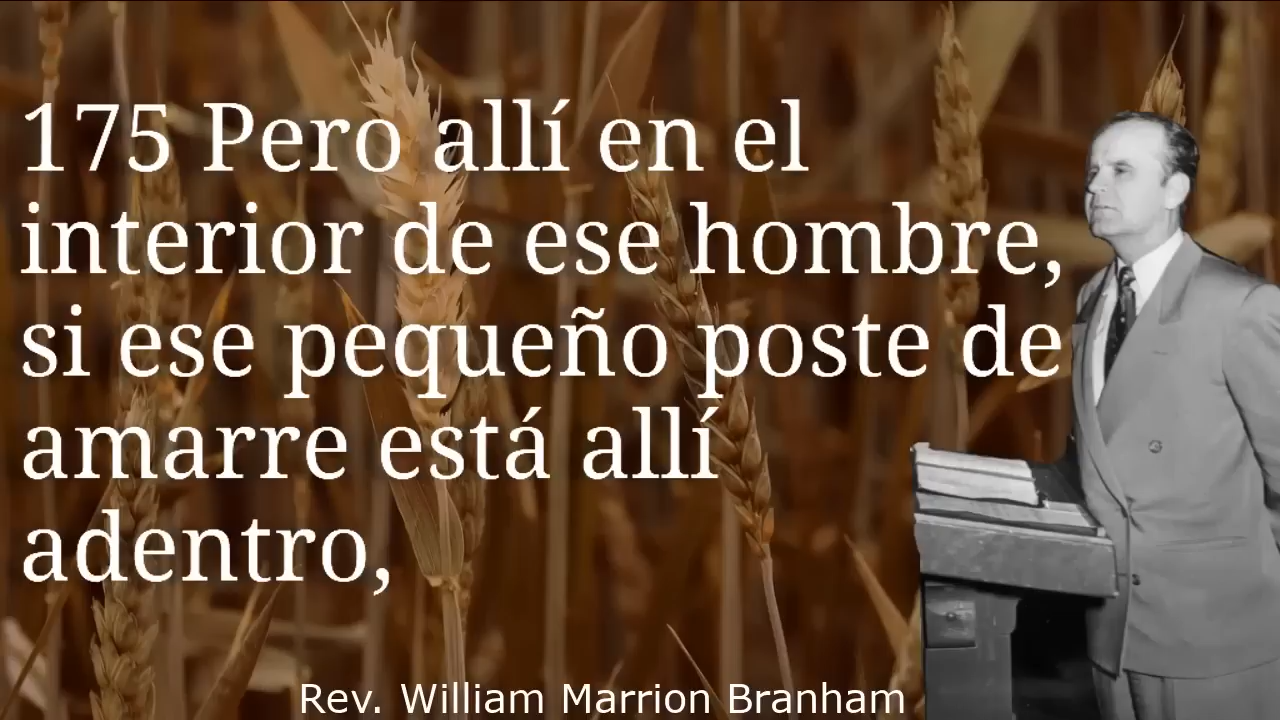 175 Pero allí en el
interior de ese hombre,
si ese pequeño poste de
amarre está allí
adentro,
Rev. William Marrion Branham